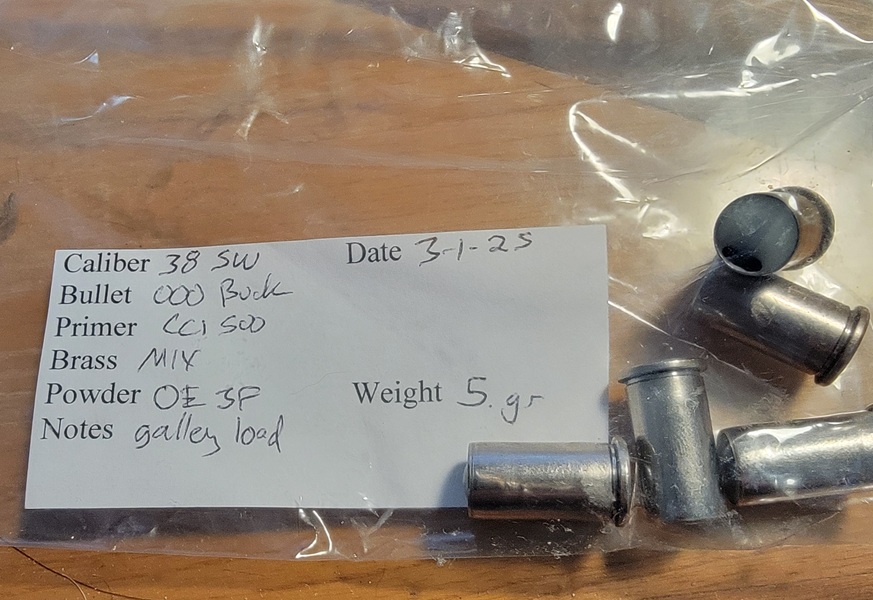 Caliber 38 SW Date 3-1-25
Bullet 000 Buck
Primer CCI 500
Brass MIX
Powder OE 3F Weight 5. gr
Notes galley load